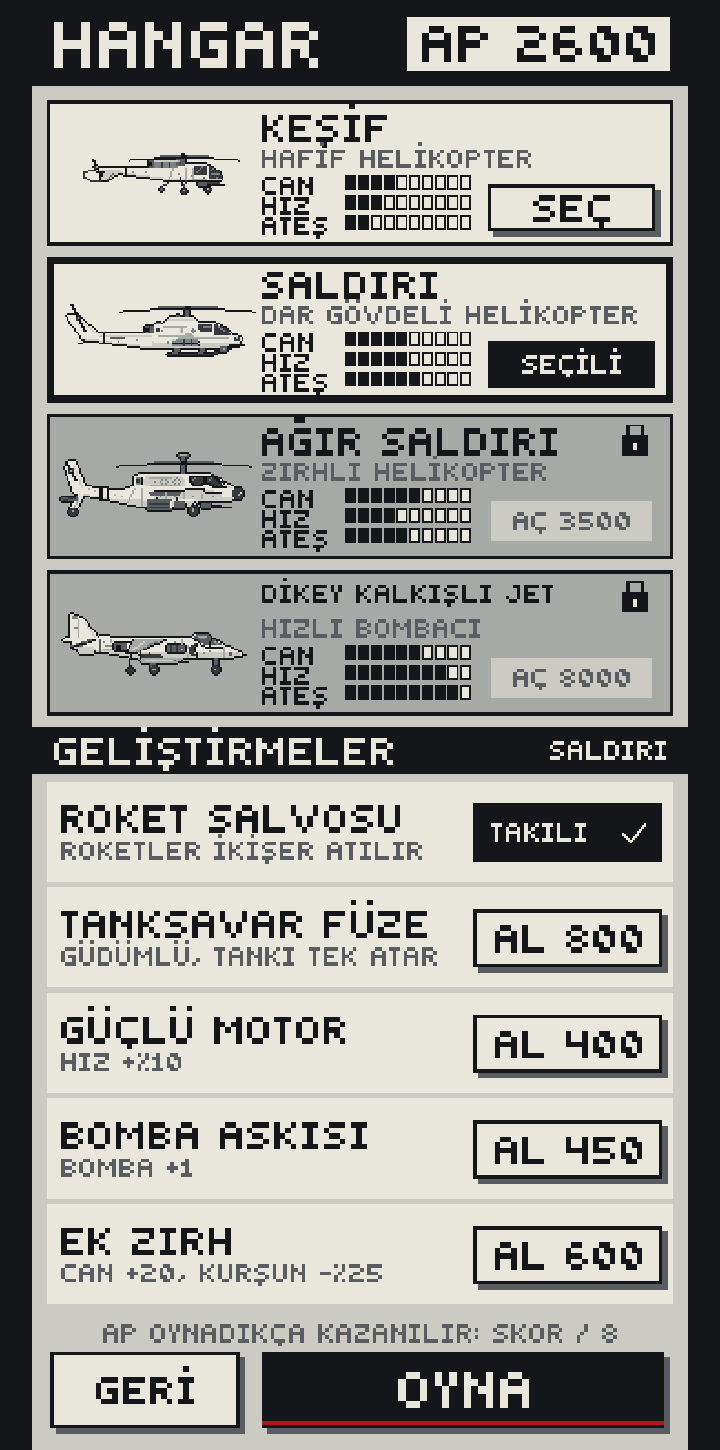 HANGAR
AP 2600
KEŞİF
HAFİF HELİKOPTER
CAN
HIZ
ATEŞ
SEÇ
SALDIRI
DAR GÖVDELİ HELİKOPTER
CAN
HIZ
ATEŞ
SEÇİLİ
AĞIR SALDIRI
ZIRHLI HELİKOPTER
CAN
HIZ
ATEŞ
AÇ 3500
DİKEY KALKIŞLI JET
HIZLI BOMBACI
CAN
HIZ
ATEŞ
AÇ 8000
GELİŞTİRMELER
SALDIRI
ROKET SALVOSU
ROKETLER İKİŞER ATILIR
TAKILI ✓
TANKSAVAR FÜZE
GÜDÜMLÜ, TANKI TEK ATAR
AL 800
GÜÇLÜ MOTOR
HIZ +%10
AL 400
BOMBA ASKISI
BOMBA +1
AL 450
EK ZIRH
CAN +20, KURŞUN -%25
AL 600
AP OYNADIKÇA KAZANILIR: SKOR / 8
GERİ
OYNA